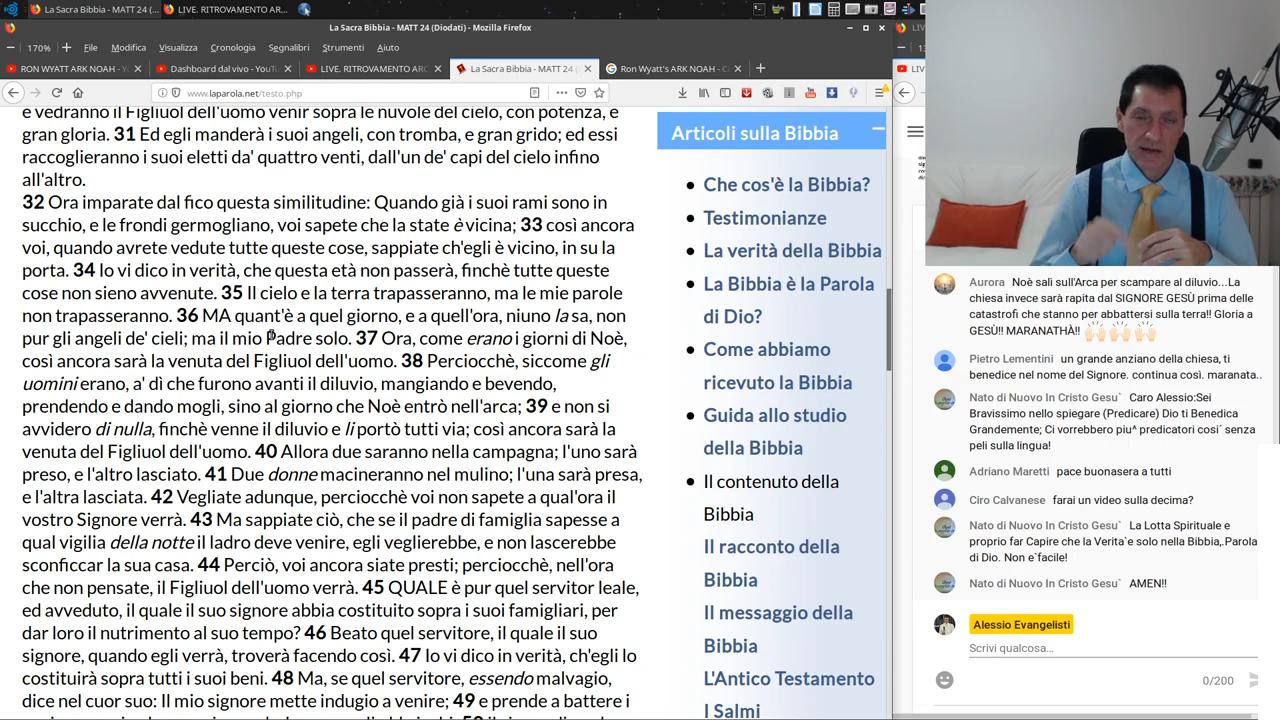 La Sacra Bibbia - MATT 24 (
LIVE. RITROVAMENTO AR...
La Sacra Bibbia - MATT 24 (Diodati) - Mozilla Firefox
170%
File Modifica Visualizza Cronologia Segnalibri Strumenti Aiuto
RON WYATT ARK NOAH - Y
Dashboard dal vivo - YouTu
LIVE. RITROVAMENTO ARC
La Sacra Bibbia - MATT 24 (D
Ron Wyatt's ARK NOAH - C
www.laparola.net/testo.php
e vedranno il Figliuol dell'uomo venir sopra le nuvole del cielo, con potenza, e
gran gloria. 31 Ed egli manderà i suoi angeli, con tromba, e gran grido; ed essi
raccoglieranno i suoi eletti da' quattro venti, dall'un de' capi del cielo infino
all'altro.
32 Ora imparate dal fico questa similitudine: Quando già i suoi rami sono in
succhio, e le frondi germogliano, voi sapete che la state è vicina; 33 così ancora
voi, quando avrete vedute tutte queste cose, sappiate ch'egli è vicino, in su la
porta. 34 Io vi dico in verità, che questa età non passerà, finchè tutte queste
cose non sieno avvenute. 35 Il cielo e la terra trapasseranno, ma le mie parole
non trapasseranno. 36 MA quant'è a quel giorno, e a quell'ora, niuno la sa, non
pur gli angeli de' cieli; ma il mio Padre solo. 37 Ora, come erano i giorni di Noè,
così ancora sarà la venuta del Figliuol dell'uomo. 38 Perciocchè, siccome gli
uomini erano, a' dì che furono avanti il diluvio, mangiando e bevendo,
prendendo e dando mogli, sino al giorno che Noè entrò nell'arca; 39 e non si
avvidero di nulla, finchè venne il diluvio e li portò tutti via; così ancora sarà la
venuta del Figliuol dell'uomo. 40 Allora due saranno nella campagna; l'uno sarà
preso, e l'altro lasciato. 41 Due donne macineranno nel mulino; l'una sarà presa,
e l'altra lasciata. 42 Vegliate adunque, perciocchè voi non sapete a qual'ora il
vostro Signore verrà. 43 Ma sappiate ciò, che se il padre di famiglia sapesse a
qual vigilia della notte il ladro deve venire, egli veglierebbe, e non lascerebbe
sconficcar la sua casa. 44 Perciò, voi ancora siate presti; perciocchè, nell'ora
che non pensate, il Figliuol dell'uomo verrà. 45 QUALE è pur quel servitor leale,
ed avveduto, il quale il suo signore abbia costituito sopra i suoi famigliari, per
dar loro il nutrimento al suo tempo? 46 Beato quel servitore, il quale il suo
signore, quando egli verrà, troverà facendo così. 47 Io vi dico in verità, ch'egli lo
costituirà sopra tutti i suoi beni. 48 Ma, se quel servitore, essendo malvagio,
dice nel cuor suo: Il mio signore mette indugio a venire; 49 e prende a battere i
Articoli sulla Bibbia
Che cos'è la Bibbia?
Testimonianze
La verità della Bibbia
La Bibbia è la Parola
di Dio?
Come abbiamo
ricevuto la Bibbia
Guida allo studio
della Bibbia
Il contenuto della
Bibbia
Il racconto della
Bibbia
Il messaggio della
Bibbia
L'Antico Testamento
I Salmi
Aurora Noè salì sull'Arca per scampare al diluvio...La
chiesa invece sarà rapita dal SIGNORE GESÙ prima delle
catastrofi che stanno per abbattersi sulla terra!! Gloria a
GESÙ!! MARANATHÀ!!
Pietro Lementini un grande anziano della chiesa, ti
benedice nel nome del Signore. continua così. maranata..
Nato di Nuovo In Cristo Gesu` Caro Alessio:Sei
Bravissimo nello spiegare (Predicare) Dio ti Benedica
Grandemente; Ci vorrebbero piu^ predicatori cosi´ senza
peli sulla lingua!
Adriano Maretti pace buonasera a tutti
Ciro Calvanese farai un video sulla decima?
Nato di Nuovo In Cristo Gesu` La Lotta Spirituale e
proprio far Capire che la Verita`e solo nella Bibbia,.Parola
di Dio. Non e`facile!
Nato di Nuovo In Cristo Gesu` AMEN!!
Alessio Evangelisti
Scrivi qualcosa...
0/200